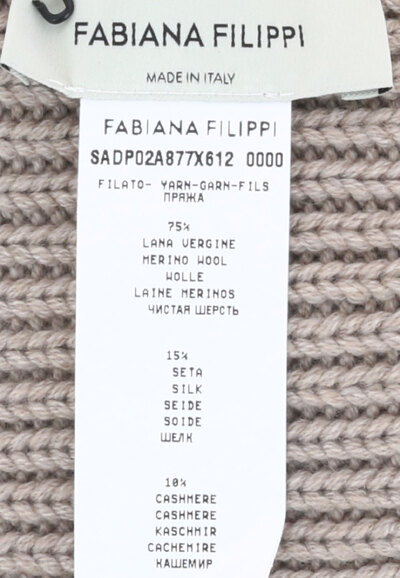 FABIANA FILIPPI
MADE IN ITALY
FABIANA FILIPPI
SADP02A877X612 0000
FILATO- YARN-GARN-FILS
ПРЯЖА
75%
LANA VERGINE
MERINO WOOL
WOLLE
LAINE MERINOS
ЧИСТАЯ ШЕРСТЬ
15%
SETA
SILK
SEIDE
SOIDE
ШЕЛК
10%
CASHMERE
CASHMERE
KASCHMIR
CACHEMIRE
КАШЕМИР